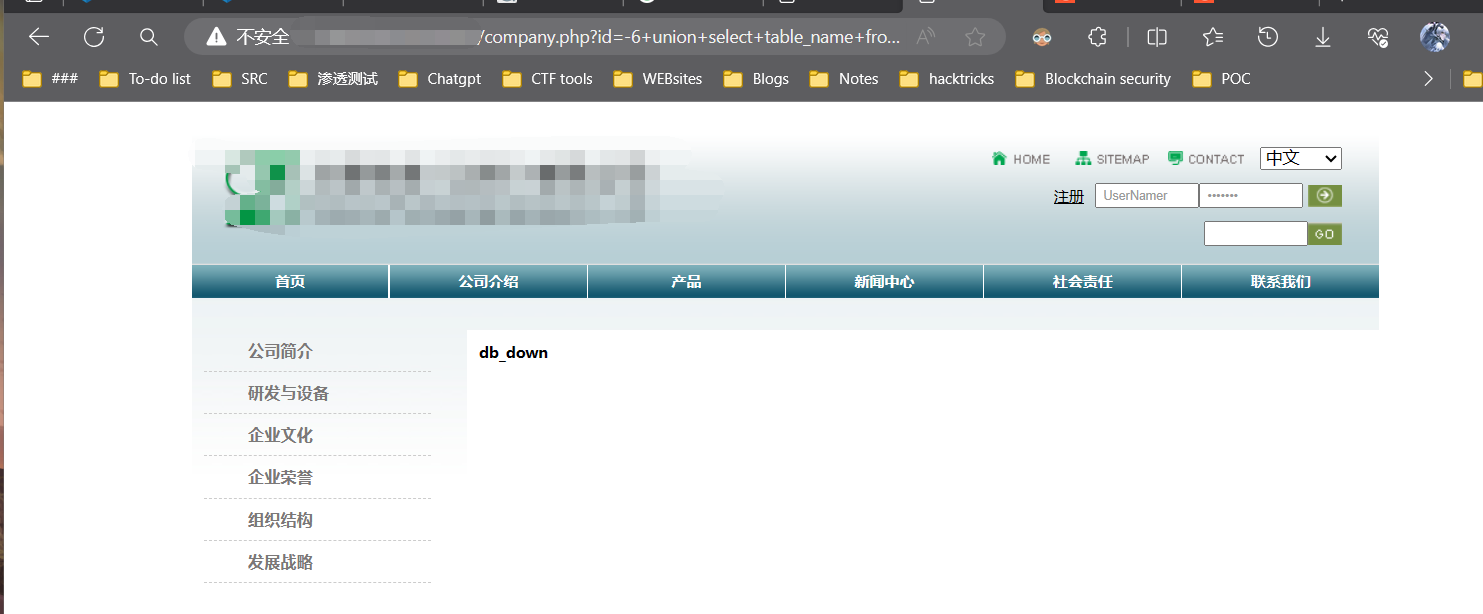 不安全 /company.php?id=-6+union+select+table_name+fro...
### To-do list SRC 渗透测试 Chatgpt CTF tools WEBsites Blogs Notes hacktricks Blockchain security POC
HOME SITEMAP CONTACT 中文
注册 UserNamer •••••••
GO
首页 公司介绍 产品 新闻中心 社会责任 联系我们
公司简介
db_down
研发与设备
企业文化
企业荣誉
组织结构
发展战略